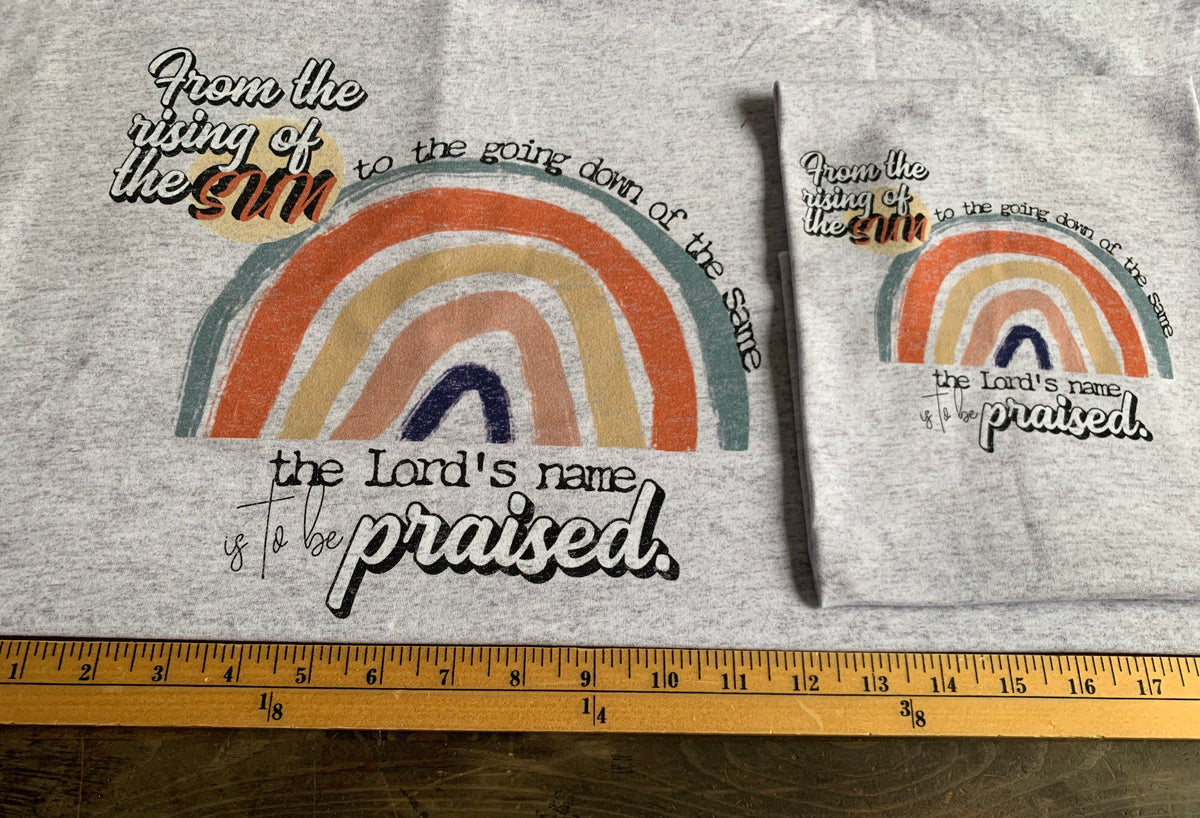 From the
rising of
the SUN
to the going down of the same
the Lord's name
is to be praised.
From the
rising of
the SUN
to the going down of the same
the Lord's name
is to be praised.
1 2 3 4 5 6 7 8 9 10 11 12 13 14 15 16 17
1/8 1/4 3/8